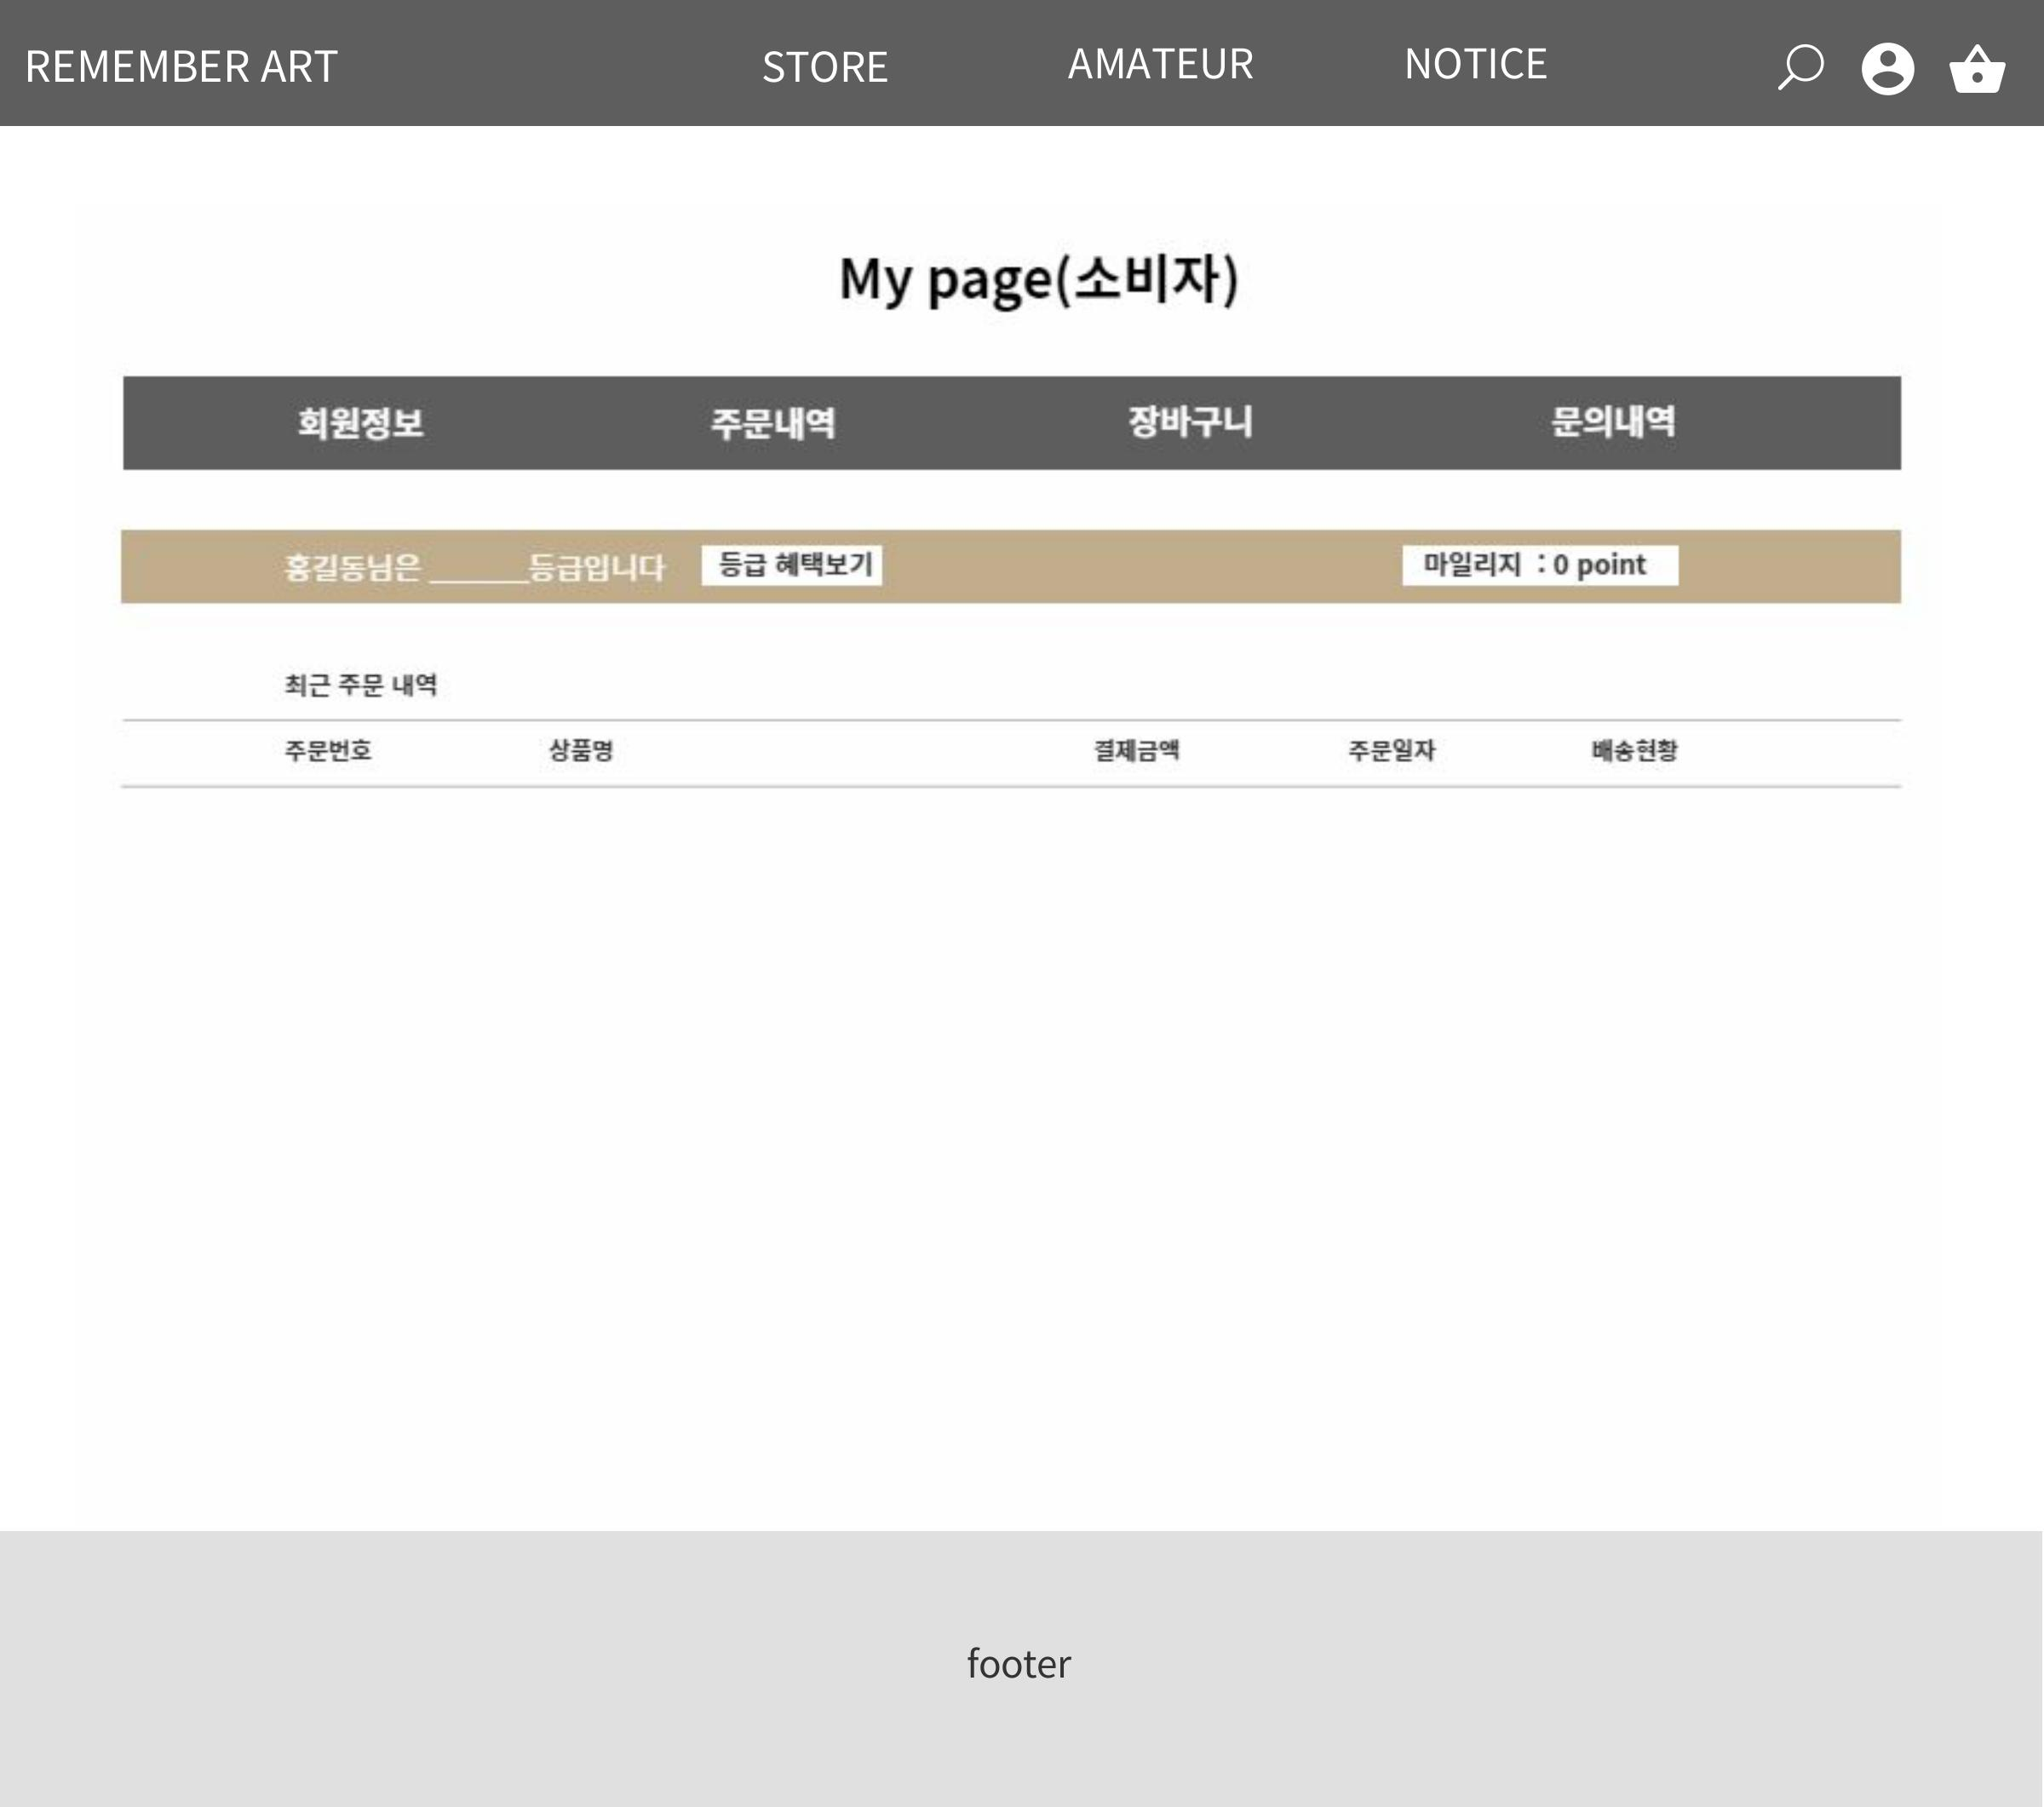 REMEMBER ART STORE AMATEUR NOTICE
My page(소비자)
회원정보 주문내역 장바구니 문의내역
홍길동님은 ______등급입니다 등급 혜택보기 마일리지 : 0 point
최근 주문 내역
주문번호 상품명 결제금액 주문일자 배송현황
footer